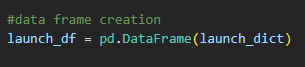 #data frame creation
launch_df = pd.DataFrame(launch_dict)